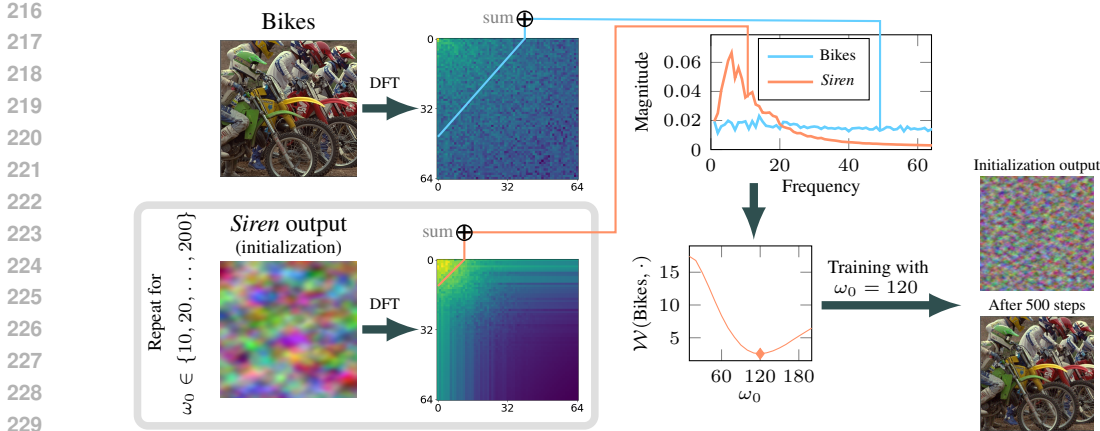 216
217
218
219
220
221
222
223
224
225
226
227
228
229
Bikes
DFT
sum
0
32
64
0
32
64
Repeat for
ω₀ ∈ {10, 20, . . . , 200}
Siren output
(initialization)
DFT
sum
0
32
64
0
32
64
Bikes
Siren
Magnitude
0.06
0.04
0.02
0
0
20
40
60
Frequency
𝒲(Bikes, ·)
15
10
5
60
120
180
ω₀
Training with
ω₀ = 120
Initialization output
After 500 steps